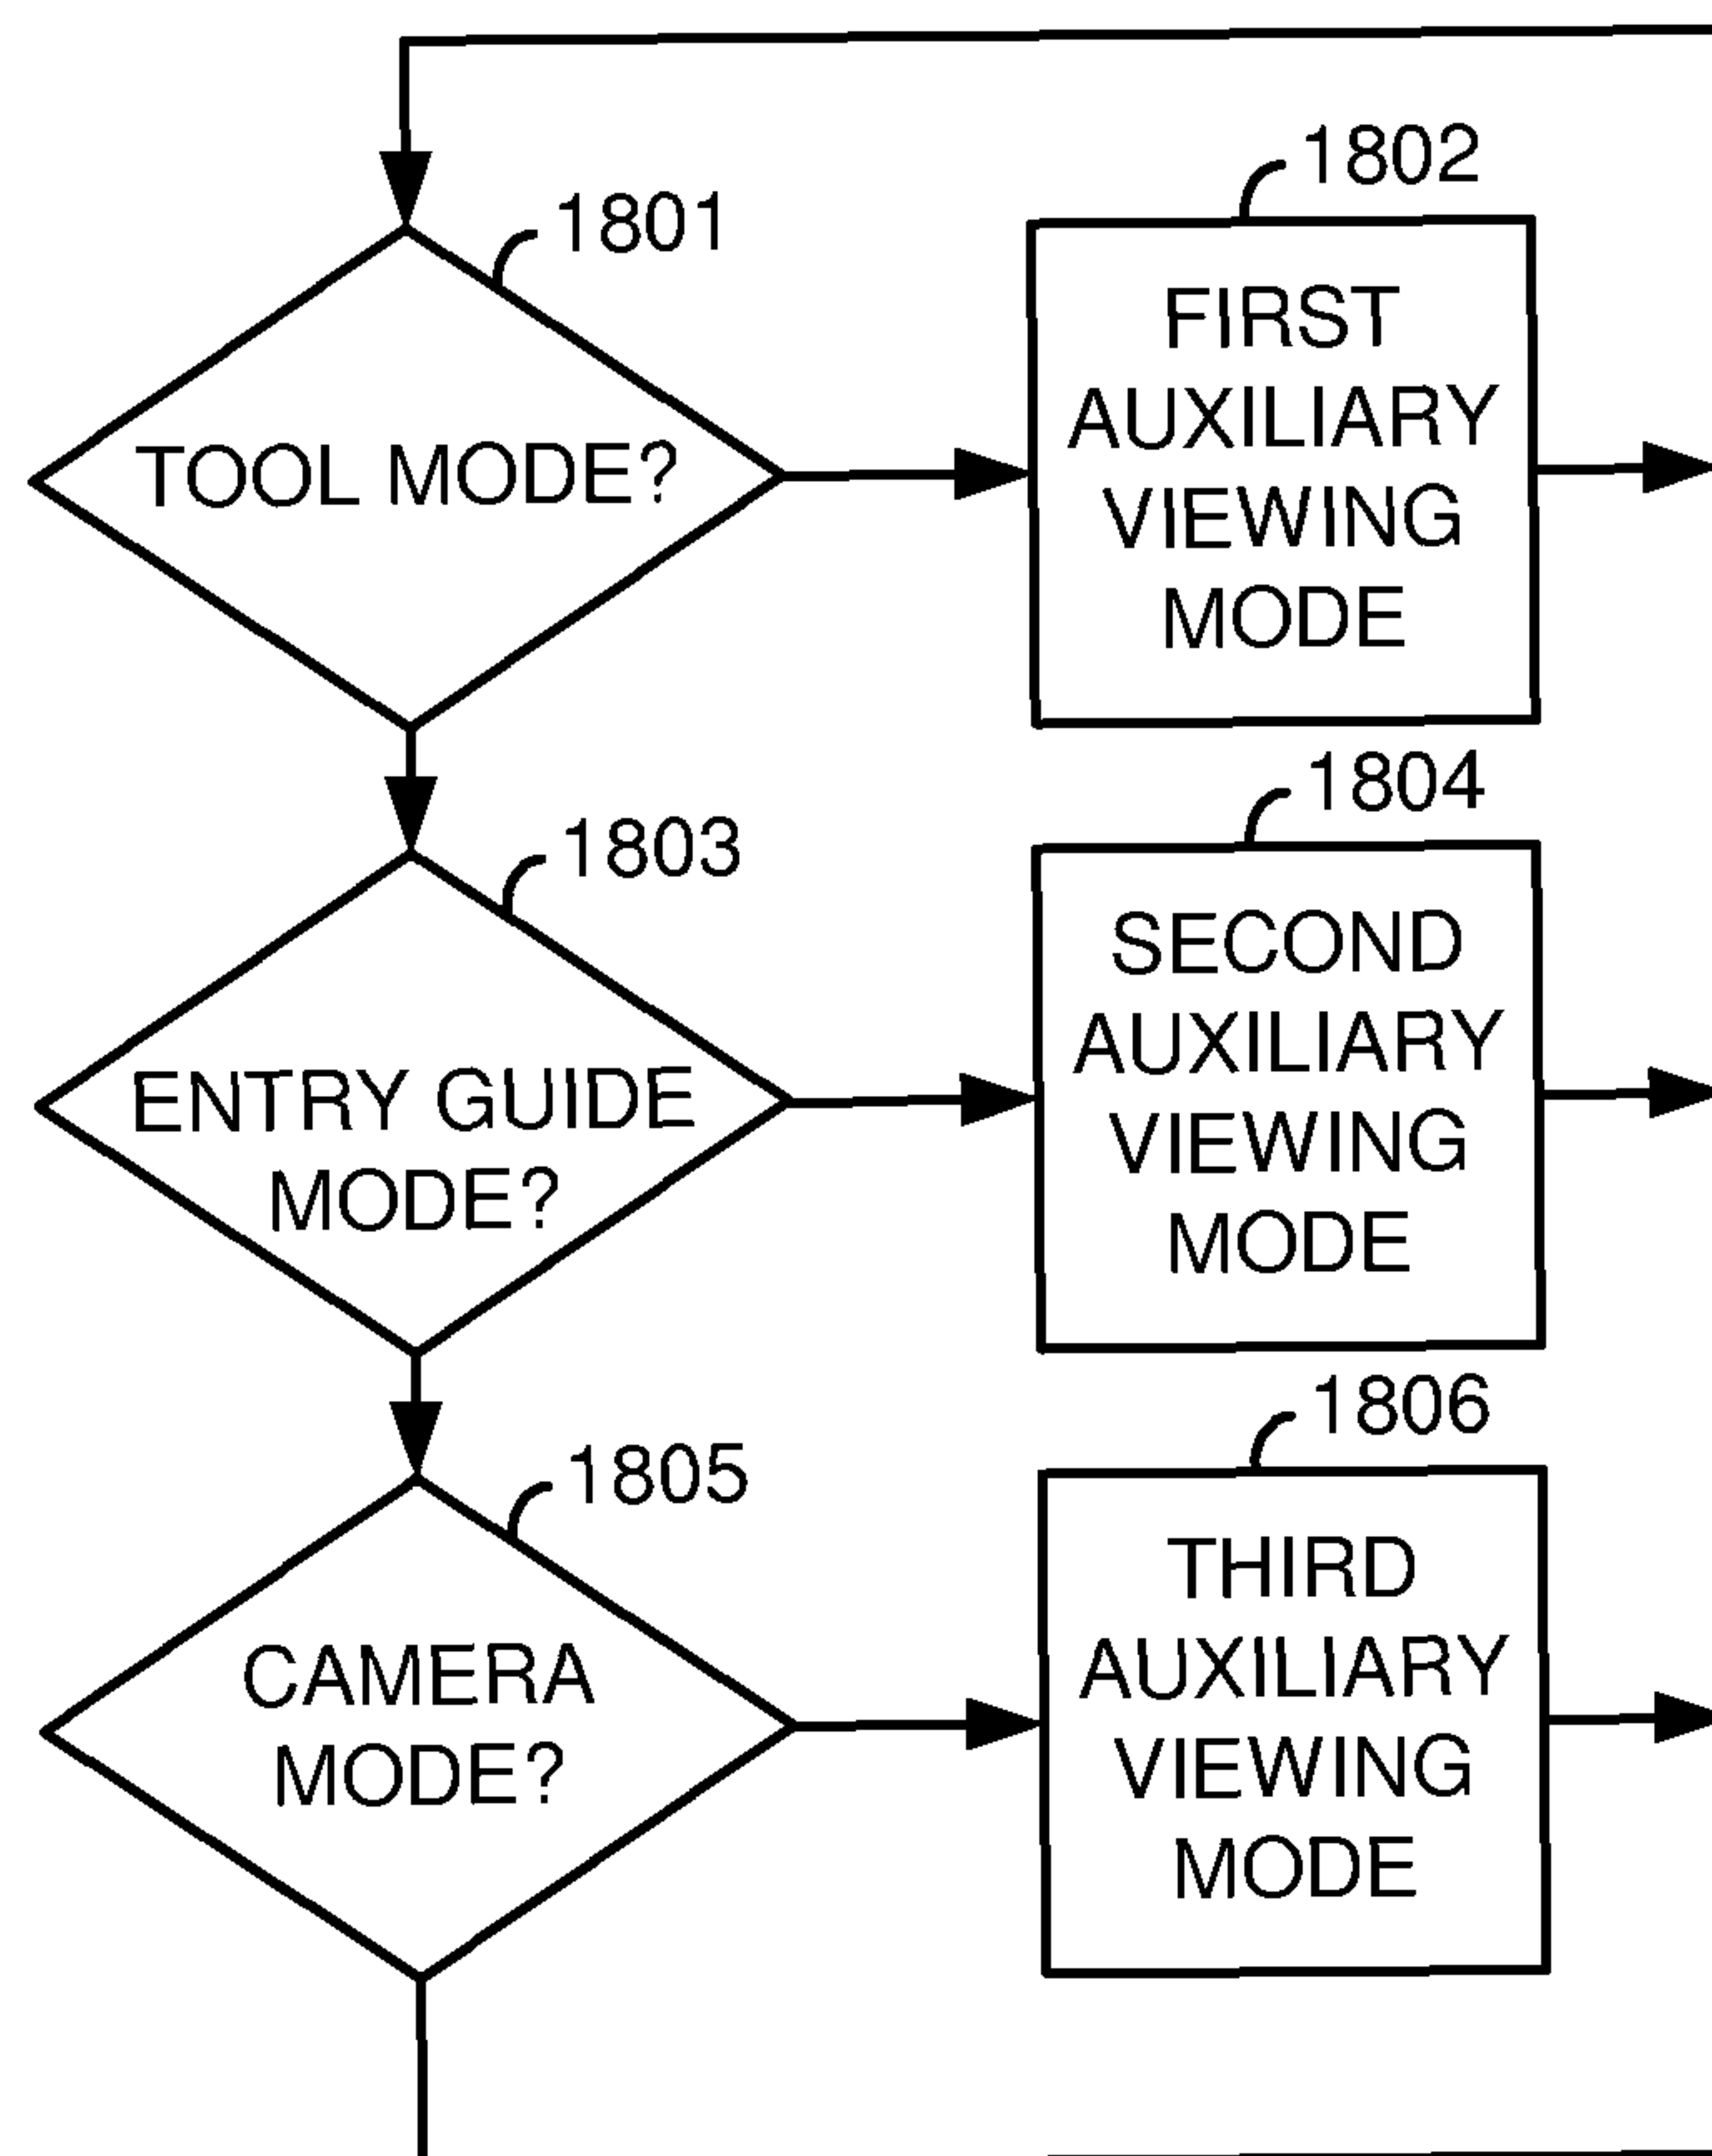 1802
1801
FIRST
AUXILIARY
VIEWING
MODE
TOOL MODE?
1804
1803
SECOND
AUXILIARY
VIEWING
MODE
ENTRY GUIDE
MODE?
1806
1805
THIRD
AUXILIARY
VIEWING
MODE
CAMERA
MODE?